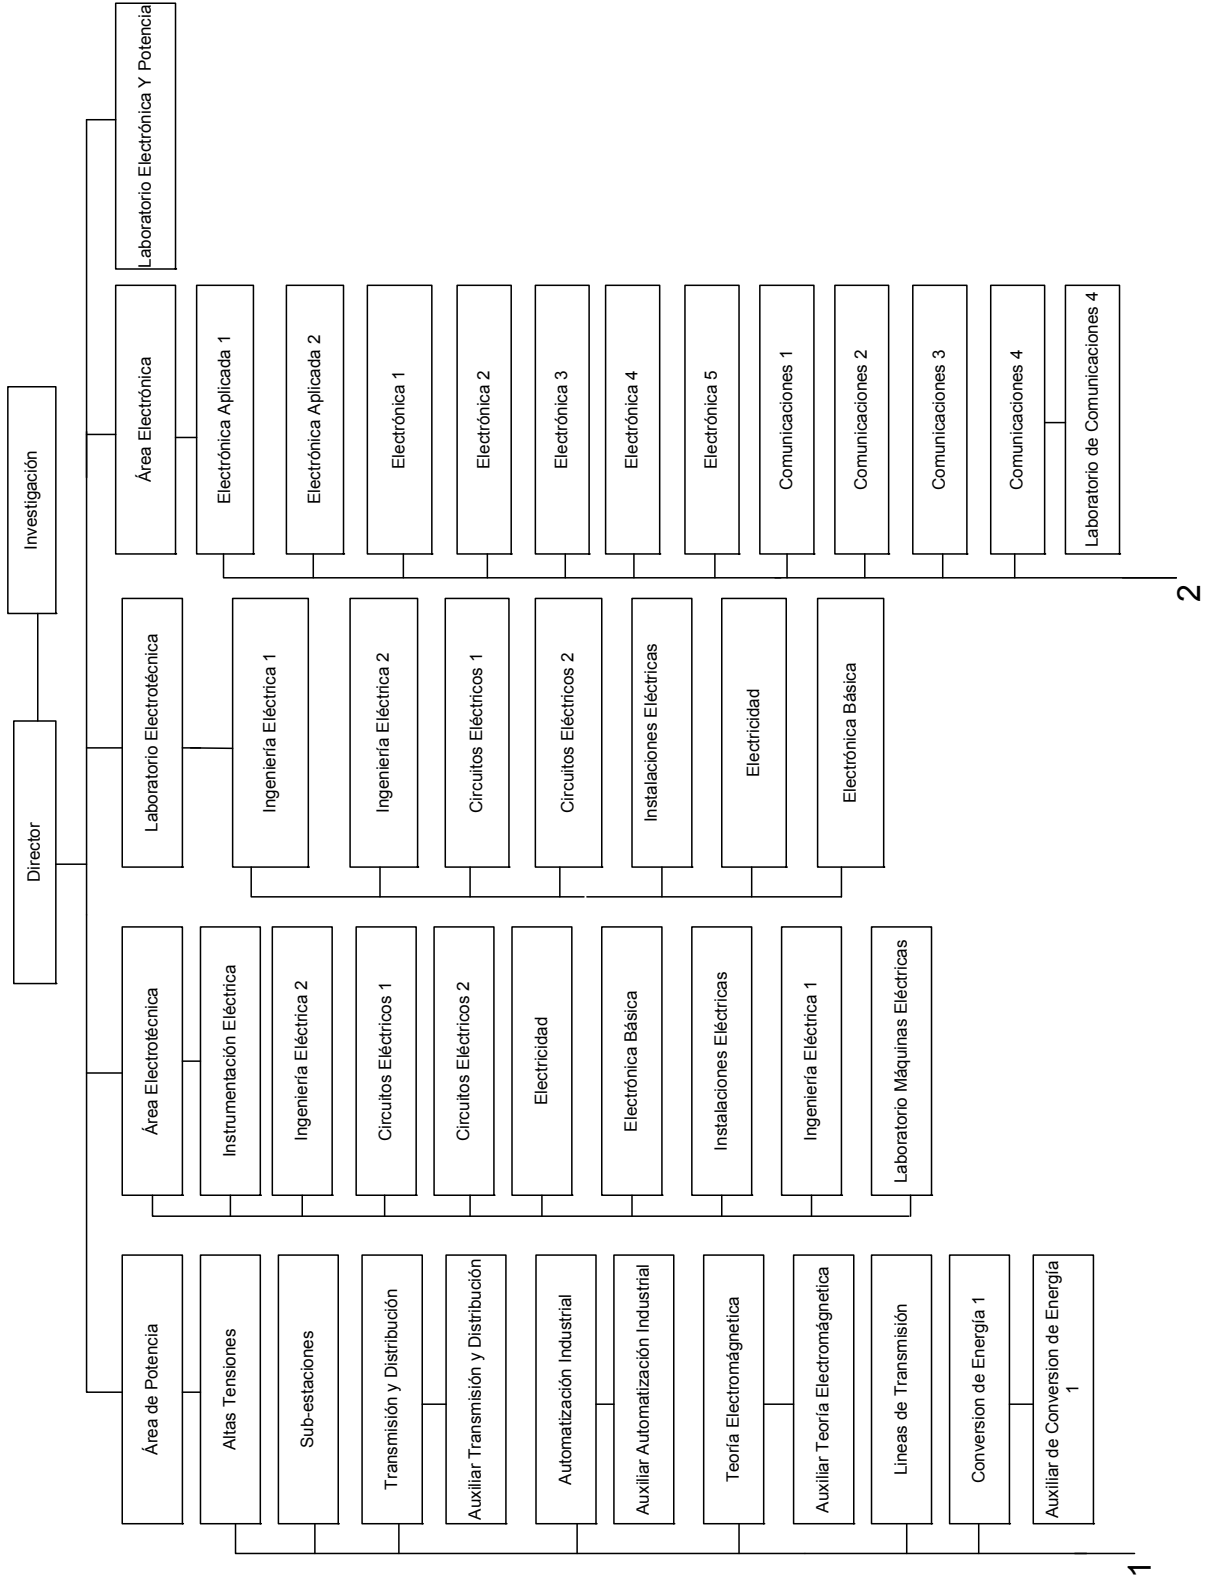 Director
Investigación
Área de Potencia
Altas Tensiones
Sub-estaciones
Transmisión y Distribución
Auxiliar Transmisión y Distribución
Automatización Industrial
Auxiliar Automatización Industrial
Teoría Electromágnetica
Auxiliar Teoría Electromágnetica
Lineas de Transmisión
Conversion de Energía 1
Auxiliar de Conversion de Energía
1
1
Área Electrotécnica
Instrumentación Eléctrica
Ingeniería Eléctrica 2
Circuitos Eléctricos 1
Circuitos Eléctricos 2
Electricidad
Electrónica Básica
Instalaciones Eléctricas
Ingeniería Eléctrica 1
Laboratorio Máquinas Eléctricas
Laboratorio Electrotécnica
Ingeniería Eléctrica 1
Ingeniería Eléctrica 2
Circuitos Eléctricos 1
Circuitos Eléctricos 2
Instalaciones Eléctricas
Electricidad
Electrónica Básica
Área Electrónica
Electrónica Aplicada 1
Electrónica Aplicada 2
Electrónica 1
Electrónica 2
Electrónica 3
Electrónica 4
Electrónica 5
Comunicaciones 1
Comunicaciones 2
Comunicaciones 3
Comunicaciones 4
Laboratorio de Comunicaciones 4
2
Laboratorio Electrónica Y Potencia